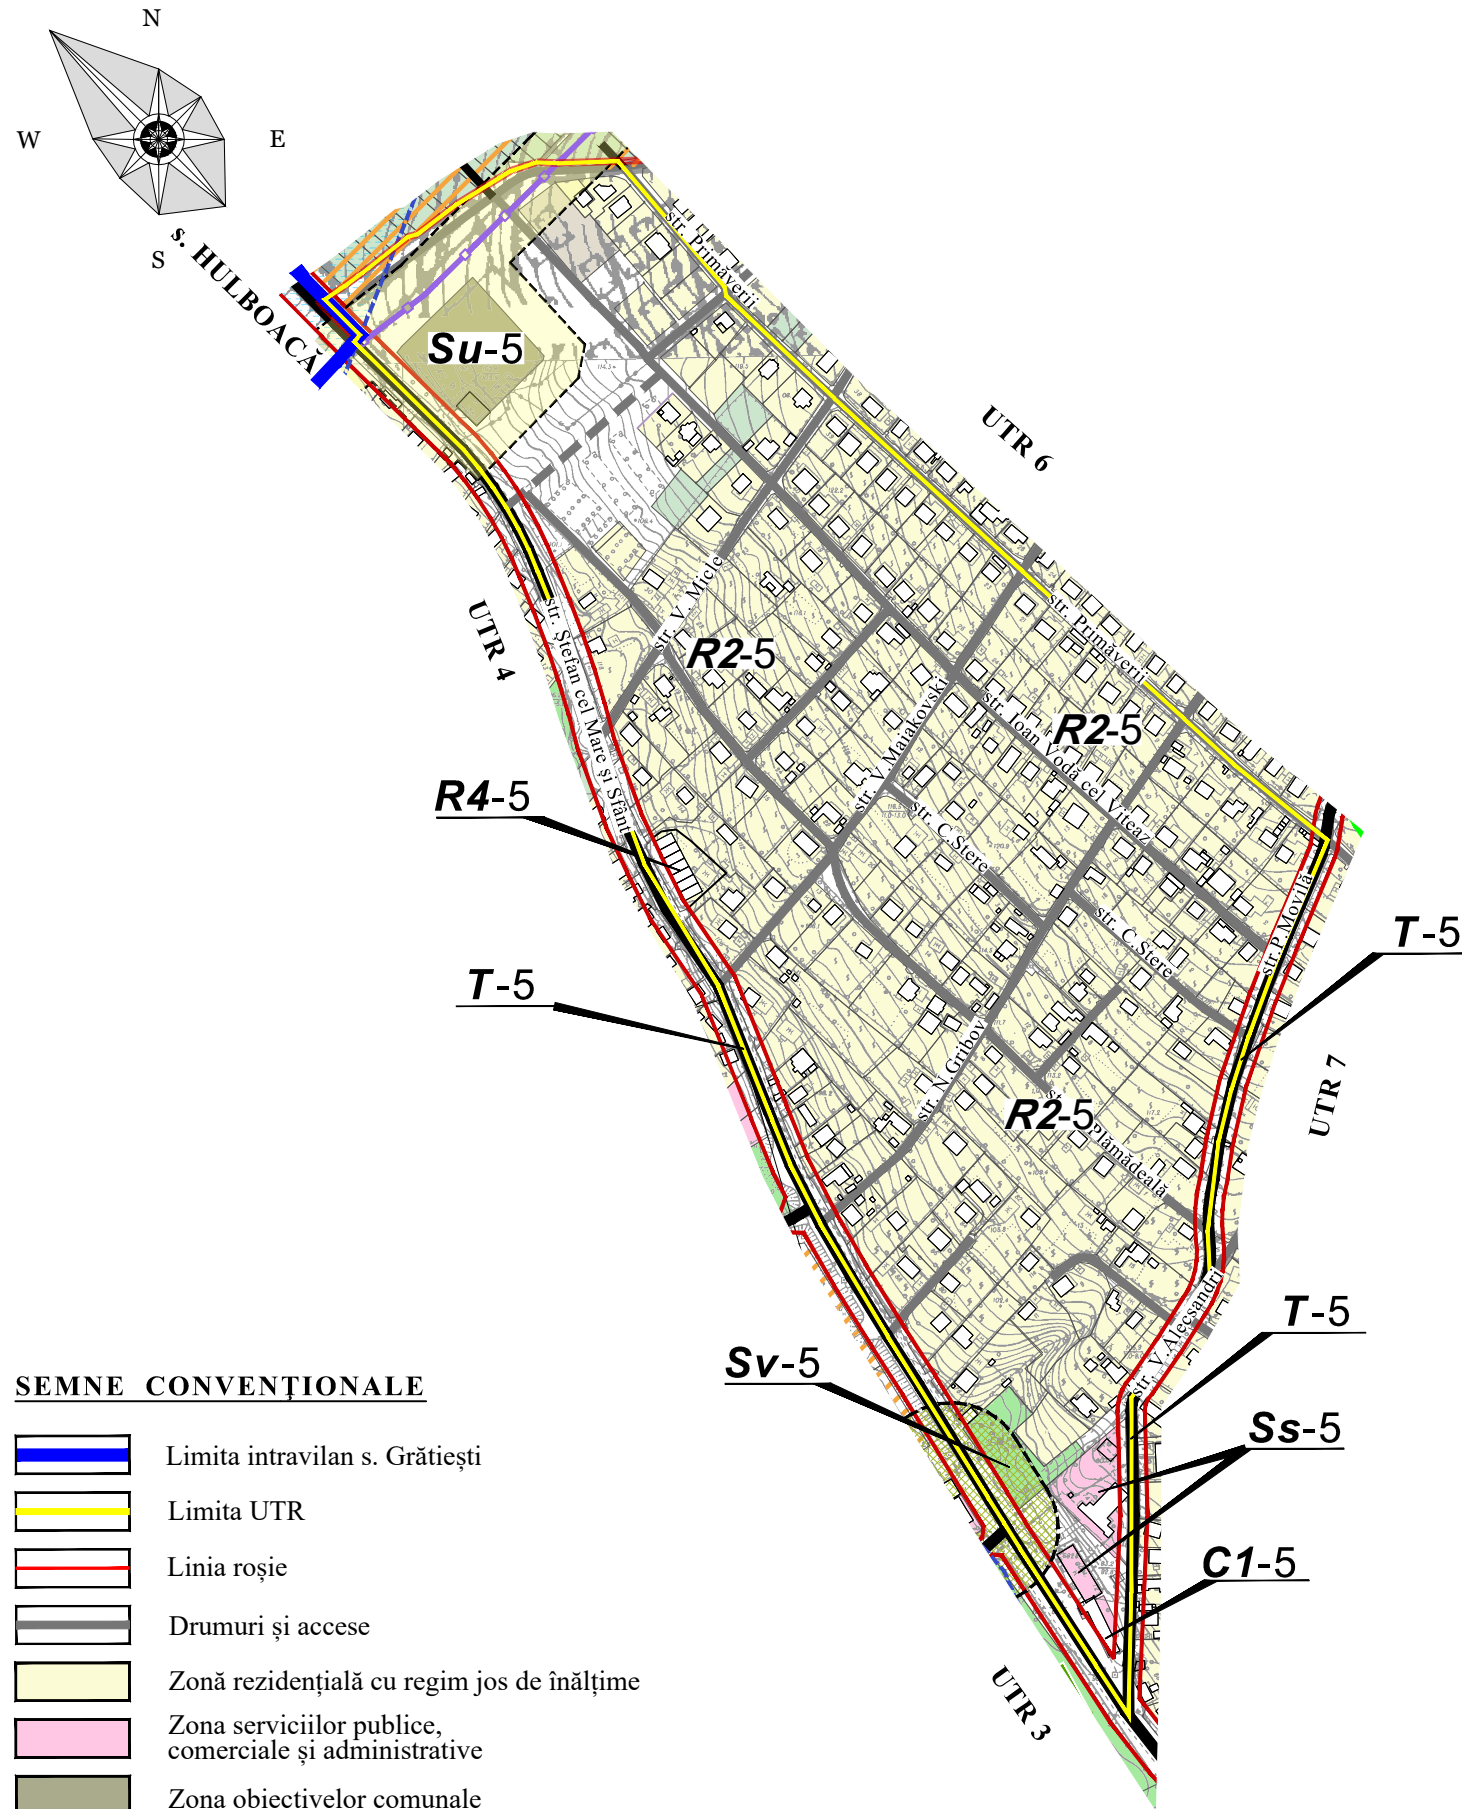 N
W
E
S
s. HULBOACĂ
Su-5
str. Primăverii
UTR 6
UTR 4
str. V. Micle
R2-5
str. Ștefan cel Mare și Sfânt
str. Primăverii
R2-5
str. V.Maiakovski
str. Ioan Vodă cel Viteaz
R4-5
str. C.Stere
str. C.Stere
str.P.Movilă
T-5
T-5
str. N.Gribov
R2-5
Plămădeală
UTR 7
str. V.Alecsandri
T-5
Sv-5
Ss-5
C1-5
UTR 3
SEMNE CONVENŢIONALE
Limita intravilan s. Grătiești
Limita UTR
Linia roșie
Drumuri și accese
Zonă rezidențială cu regim jos de înălțime
Zona serviciilor publice,
comerciale și administrative
Zona obiectivelor comunale